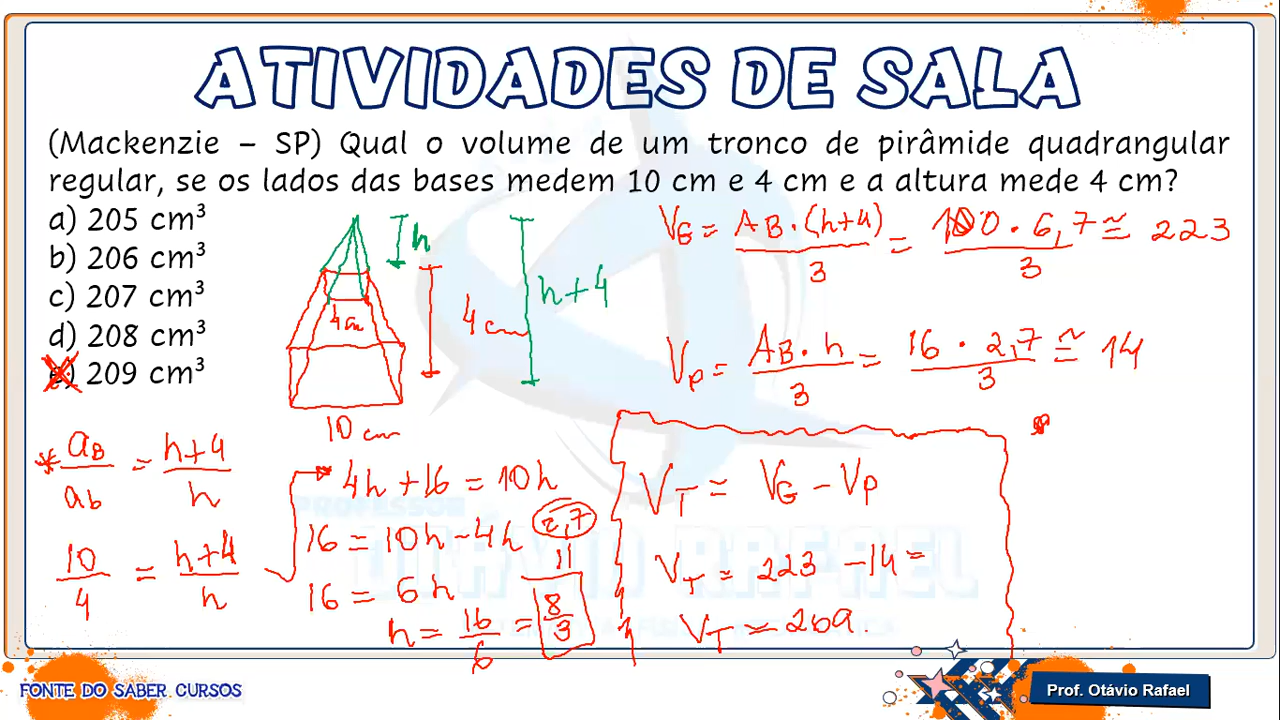 ATIVIDADES DE SALA
(Mackenzie – SP) Qual o volume de um tronco de pirâmide quadrangular
regular, se os lados das bases medem 10 cm e 4 cm e a altura mede 4 cm?
a) 205 cm³
b) 206 cm³
c) 207 cm³
d) 208 cm³
e) 209 cm³
h
h+4
4 cm
4 cm
10 cm
V_G = A_B · (h+4) / 3 = 100 · 6,7 / 3 ≅ 223
V_P = A_B · h / 3 = 16 · 2,7 / 3 ≅ 14
* a_B / a_b = h+4 / h
10 / 4 = h+4 / h
4h + 16 = 10h
16 = 10h - 4h
16 = 6h
2,7
h = 16 / 6 = 8 / 3
V_T = V_G - V_P
V_T = 223 - 14 =
V_T = 209.
PROFESSOR
OTÁVIO RAFAEL
FONTE DO SABER CURSOS
Prof. Otávio Rafael